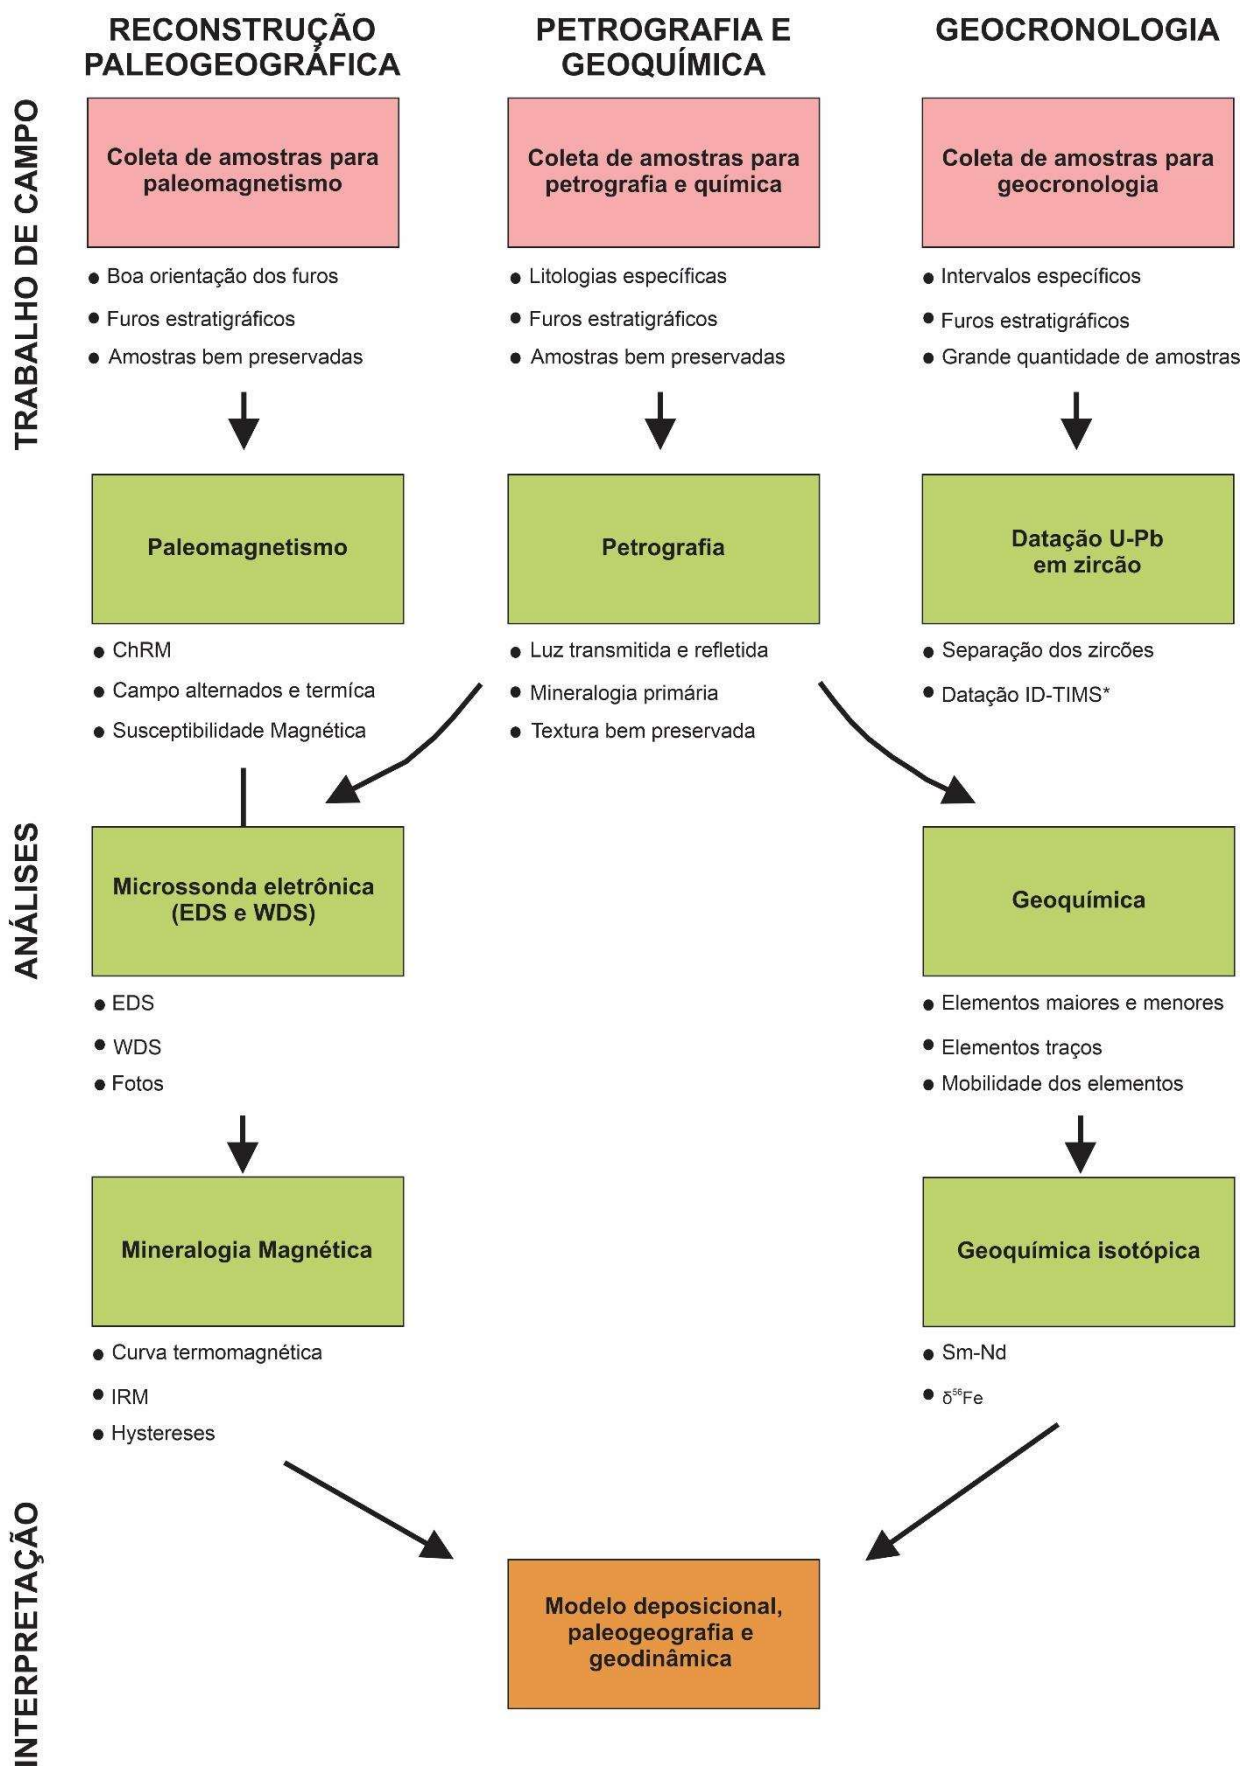 RECONSTRUÇÃO
PALEOGEOGRÁFICA
PETROGRAFIA E
GEOQUÍMICA
GEOCRONOLOGIA
TRABALHO DE CAMPO
Coleta de amostras para
paleomagnetismo
Coleta de amostras para
petrografia e química
Coleta de amostras para
geocronologia
● Boa orientação dos furos
● Furos estratigráficos
● Amostras bem preservadas
● Litologias específicas
● Furos estratigráficos
● Amostras bem preservadas
● Intervalos específicos
● Furos estratigráficos
● Grande quantidade de amostras
ANÁLISES
Paleomagnetismo
Petrografia
Datação U-Pb
em zircão
● ChRM
● Campo alternados e termíca
● Susceptibilidade Magnética
● Luz transmitida e refletida
● Mineralogia primária
● Textura bem preservada
● Separação dos zircões
● Datação ID-TIMS*
Microssonda eletrônica
(EDS e WDS)
Geoquímica
● EDS
● WDS
● Fotos
● Elementos maiores e menores
● Elementos traços
● Mobilidade dos elementos
Mineralogia Magnética
Geoquímica isotópica
● Curva termomagnética
● IRM
● Hystereses
● Sm-Nd
● δ⁵⁶Fe
INTERPRETAÇÃO
Modelo deposicional,
paleogeografia e
geodinâmica